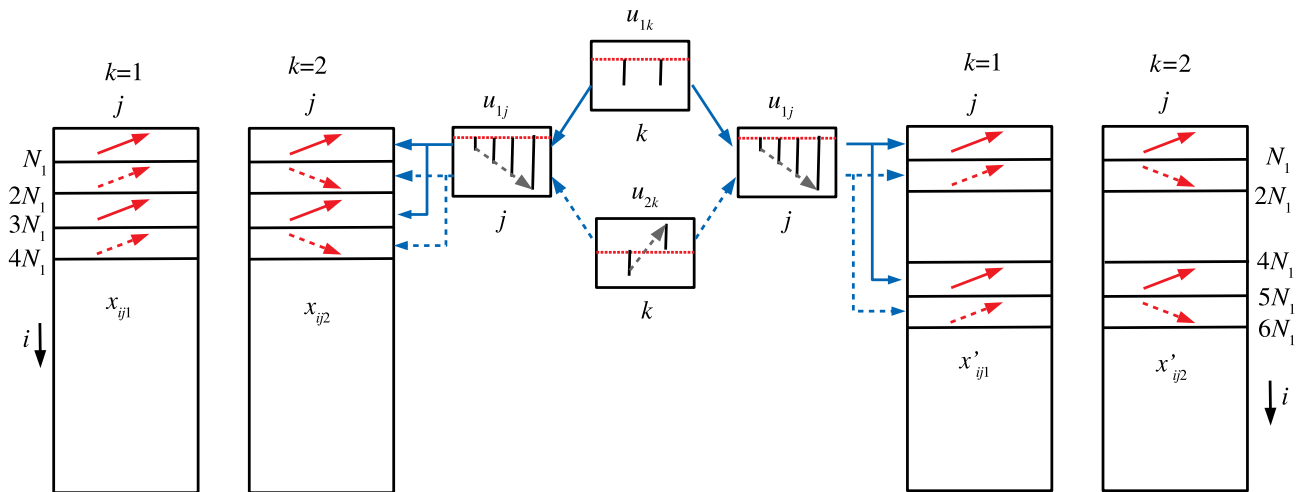 u1k
k=1
k=2
k=1
k=2
j
j
u1j
k
u1j
j
j
N1
2N1
3N1
4N1
j
u2k
j
N1
2N1
4N1
5N1
6N1
k
xij1
xij2
x'ij1
x'ij2
i
i